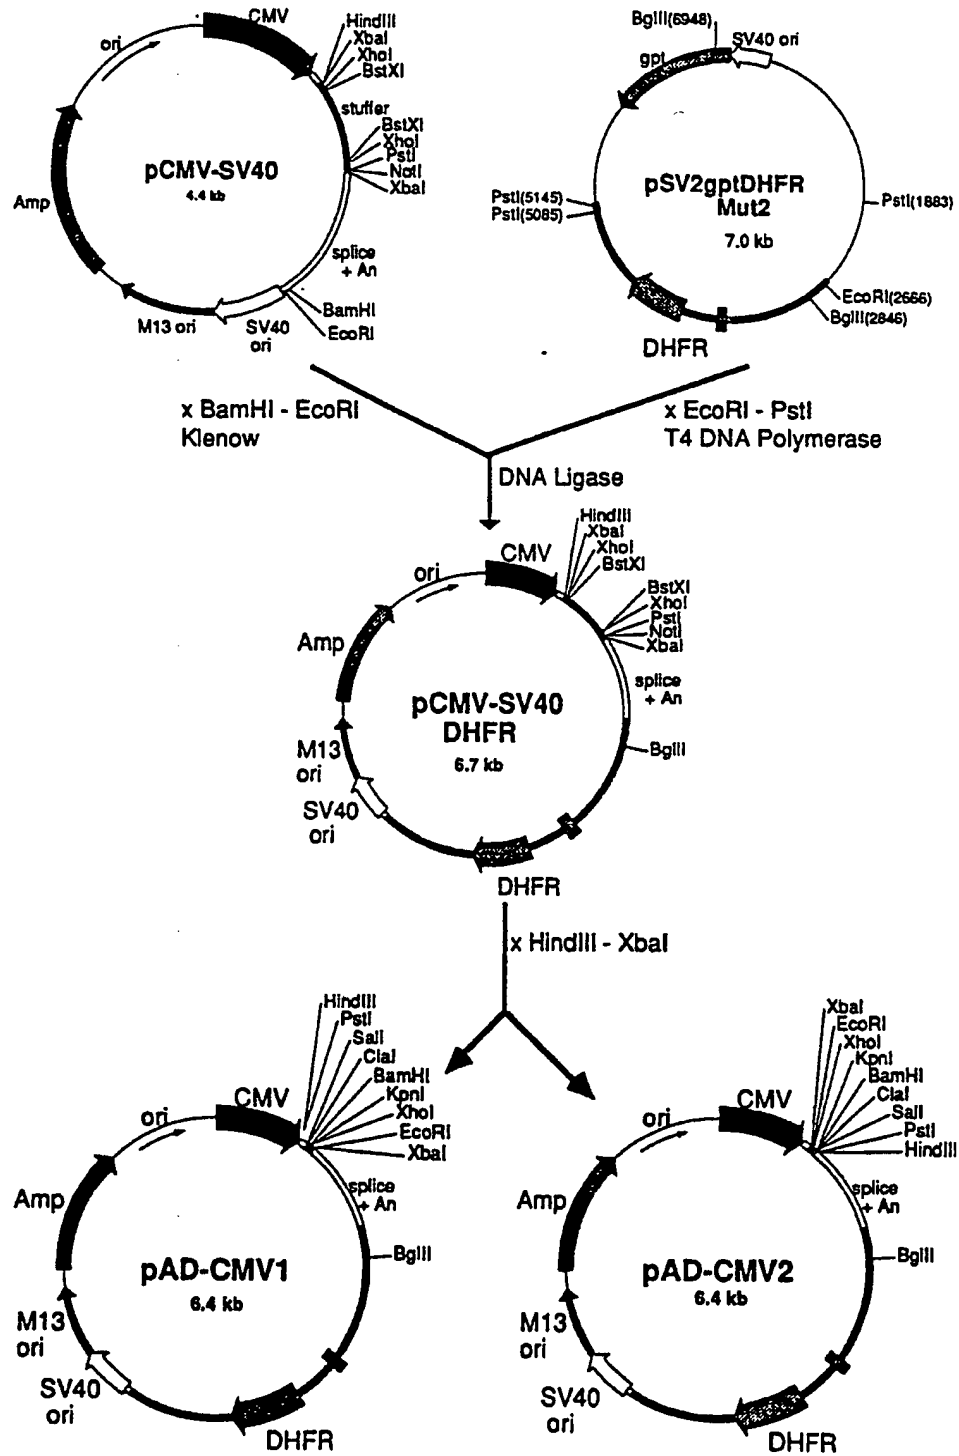 CMV
HindIII
XbaI
XhoI
BstXI
ori
stuffer
BstXI
XhoI
PstI
NotI
XbaI
pCMV-SV40
4.4 kb
Amp
splice
+ An
BamHI
EcoRI
M13 ori
SV40
ori
BglII(6948)
SV40 ori
gpt
pSV2gptDHFR
Mut2
7.0 kb
PstI(5145)
PstI(5085)
PstI(1883)
EcoRI(2666)
BglII(2846)
DHFR
x BamHI - EcoRI
Klenow
x EcoRI - PstI
T4 DNA Polymerase
DNA Ligase
HindIII
XbaI
XhoI
BstXI
CMV
ori
BstXI
XhoI
PstI
NotI
XbaI
Amp
splice
+ An
pCMV-SV40
DHFR
6.7 kb
BglII
M13
ori
SV40
ori
DHFR
x HindIII - XbaI
HindIII
PstI
SalI
ClaI
BamHI
KpnI
XhoI
EcoRI
XbaI
CMV
ori
Amp
splice
+ An
BglII
pAD-CMV1
6.4 kb
M13
ori
SV40
ori
DHFR
XbaI
EcoRI
XhoI
KpnI
BamHI
ClaI
SalI
PstI
HindIII
CMV
ori
Amp
splice
+ An
BglII
pAD-CMV2
6.4 kb
M13
ori
SV40
ori
DHFR